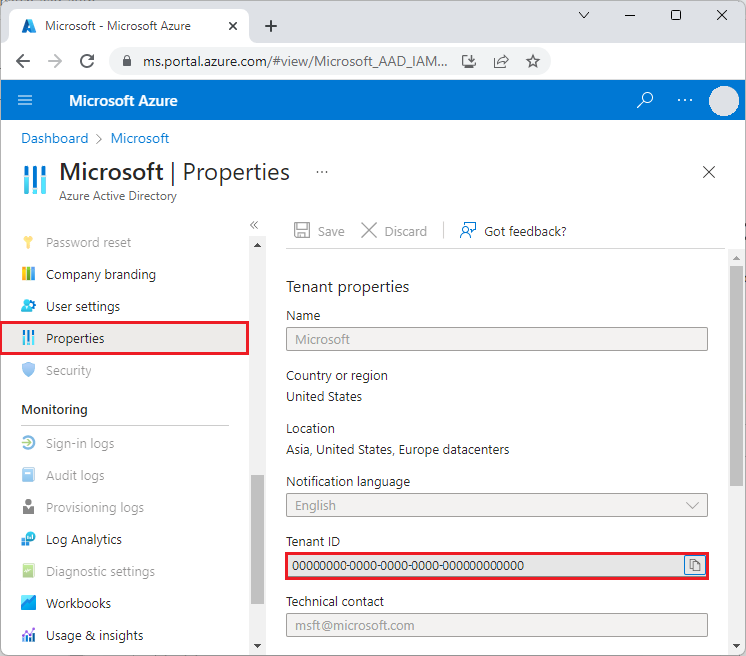 Microsoft - Microsoft Azure
ms.portal.azure.com/#view/Microsoft_AAD_IAM...
Microsoft Azure
Dashboard > Microsoft
Microsoft | Properties ...
Azure Active Directory
Password reset
Company branding
User settings
Properties
Security
Monitoring
Sign-in logs
Audit logs
Provisioning logs
Log Analytics
Diagnostic settings
Workbooks
Usage & insights
Save Discard Got feedback?
Tenant properties
Name
Microsoft
Country or region
United States
Location
Asia, United States, Europe datacenters
Notification language
English
Tenant ID
00000000-0000-0000-0000-000000000000
Technical contact
msft@microsoft.com